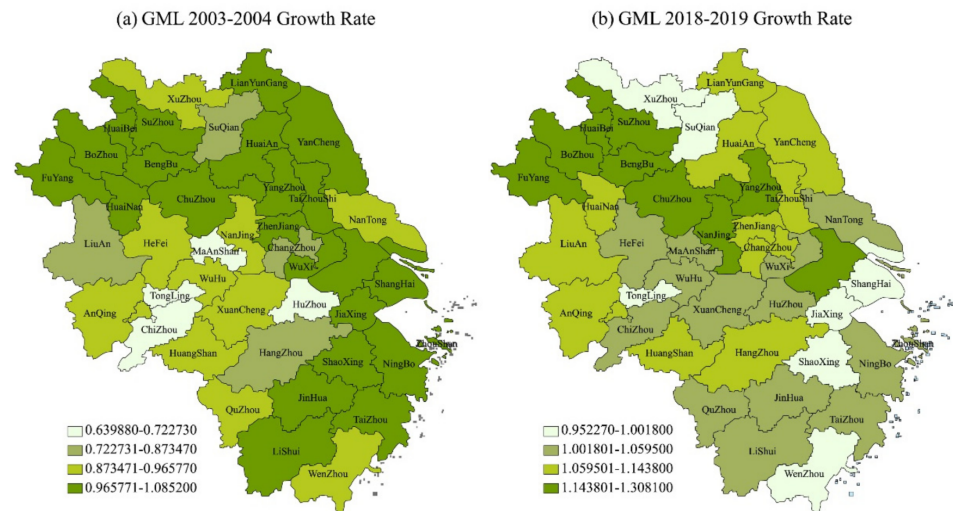 (a) GML 2003-2004 Growth Rate
LianYunGang
XuZhou
SuZhou
SuQian
HuaiBei
HuaiAn
YanCheng
BoZhou
BengBu
FuYang
YangZhou
ChuZhou
TaiZhouShi
HuaiNan
NanTong
ZhenJiang
NanJing
LiuAn
HeFei
ChangZhou
MaAnShan
WuXi
WuHu
ShangHai
TongLing
HuZhou
AnQing
XuanCheng
JiaXing
ChiZhou
HuangShan
HangZhou
ZhouShan
ShaoXing
NingBo
JinHua
QuZhou
TaiZhou
LiShui
WenZhou
0.639880-0.722730
0.722731-0.873470
0.873471-0.965770
0.965771-1.085200
(b) GML 2018-2019 Growth Rate
LianYunGang
XuZhou
SuZhou
SuQian
HuaiBei
HuaiAn
YanCheng
BoZhou
BengBu
FuYang
YangZhou
ChuZhou
TaiZhouShi
HuaiNan
NanTong
ZhenJiang
NanJing
LiuAn
HeFei
ChangZhou
MaAnShan
WuXi
WuHu
ShangHai
TongLing
HuZhou
AnQing
XuanCheng
JiaXing
ChiZhou
HuangShan
HangZhou
ZhouShan
ShaoXing
NingBo
JinHua
QuZhou
TaiZhou
LiShui
WenZhou
0.952270-1.001800
1.001801-1.059500
1.059501-1.143800
1.143801-1.308100